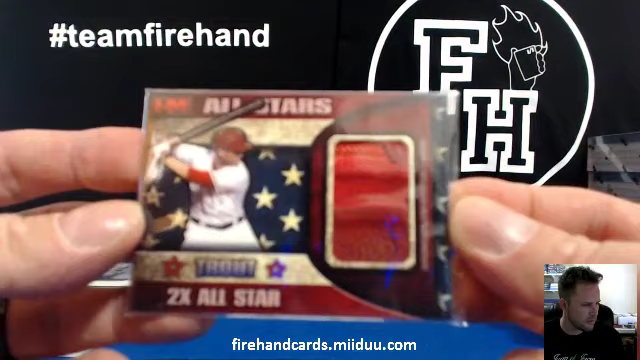 #teamfirehand
FH
ALL STARS
TROUT
2X ALL STAR
firehandcards.miiduu.com